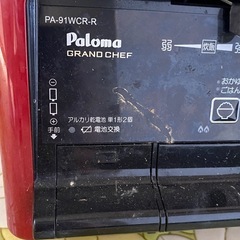 PA-91WCR-R
Paloma
GRAND CHEF
弱
炊飯
強
おかゆ
ごはん
アルカリ乾電池 単1形2個
手前
電池交換